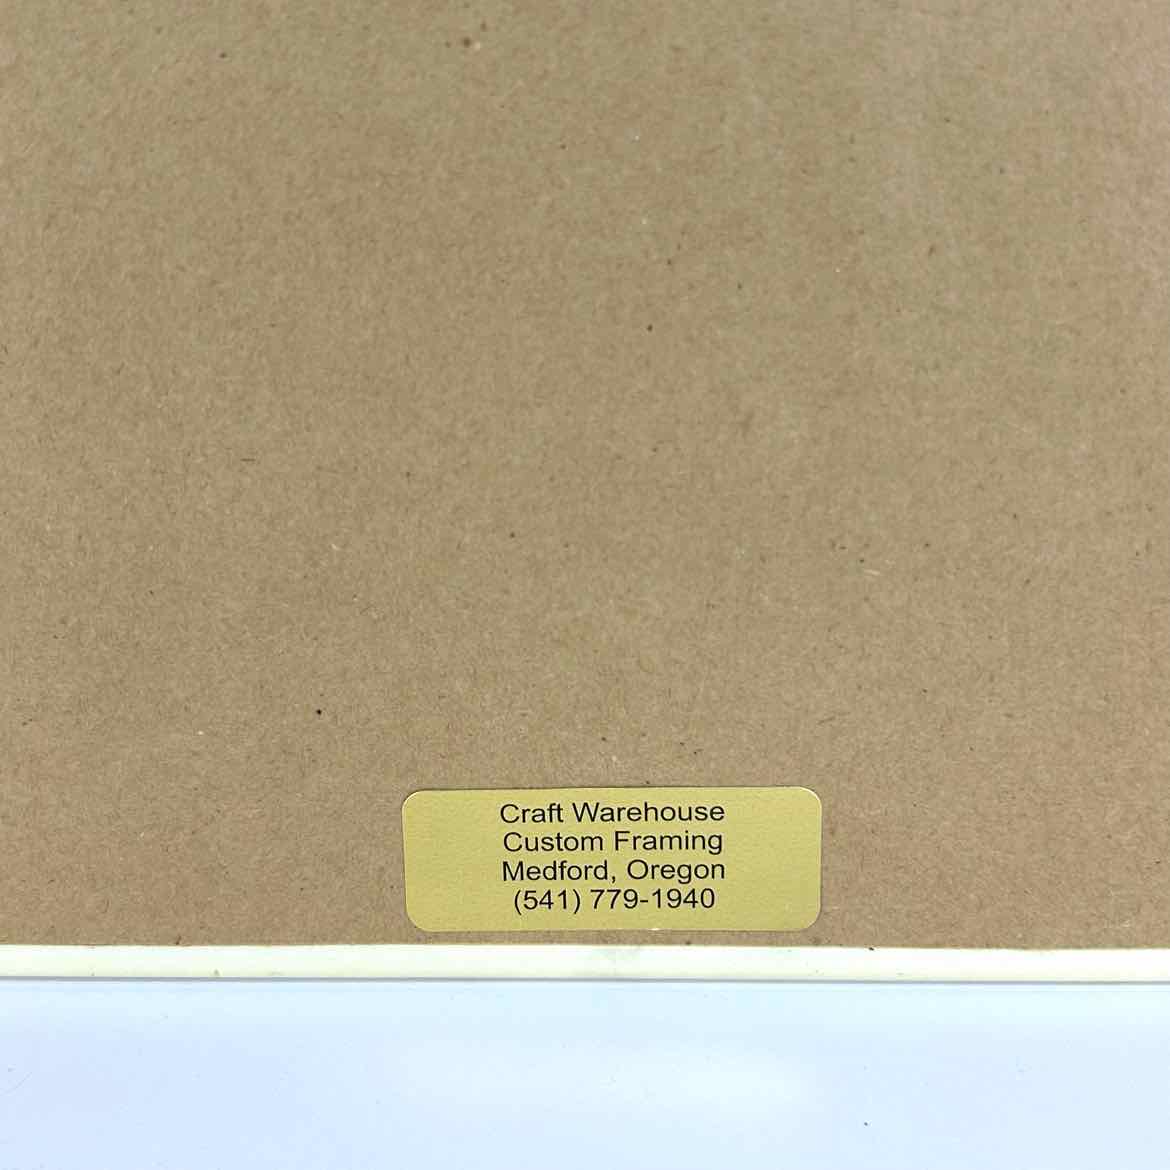 Craft Warehouse
Custom Framing
Medford, Oregon
(541) 779-1940